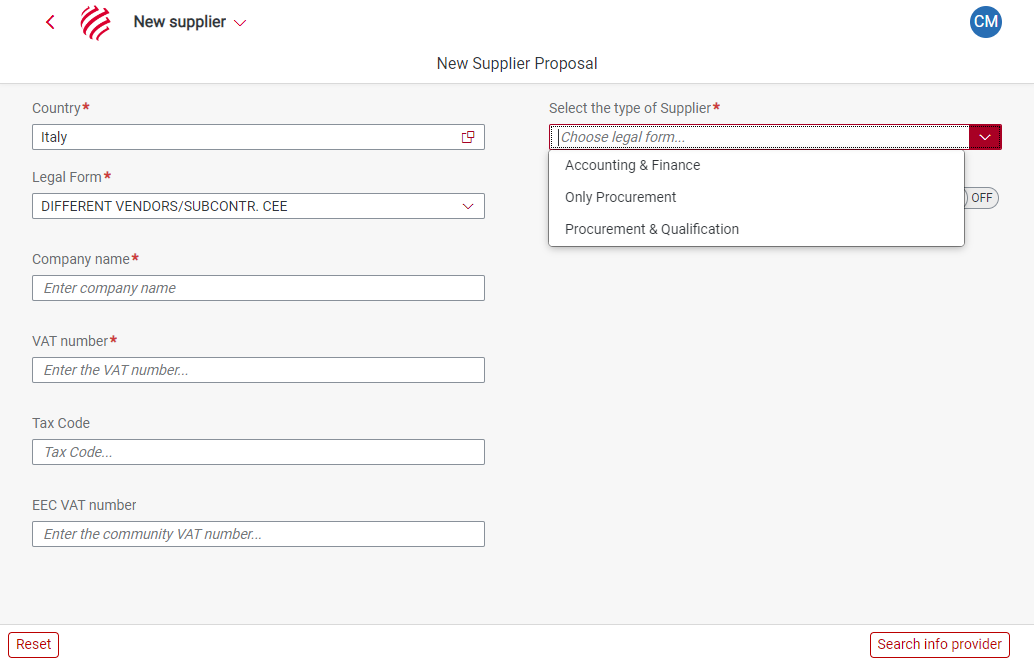 New supplier
CM
New Supplier Proposal
Country*
Italy
Legal Form*
DIFFERENT VENDORS/SUBCONTR. CEE
Company name*
Enter company name
VAT number*
Enter the VAT number...
Tax Code
Tax Code...
EEC VAT number
Enter the community VAT number...
Select the type of Supplier*
Choose legal form...
Accounting & Finance
Only Procurement
Procurement & Qualification
OFF
Reset
Search info provider